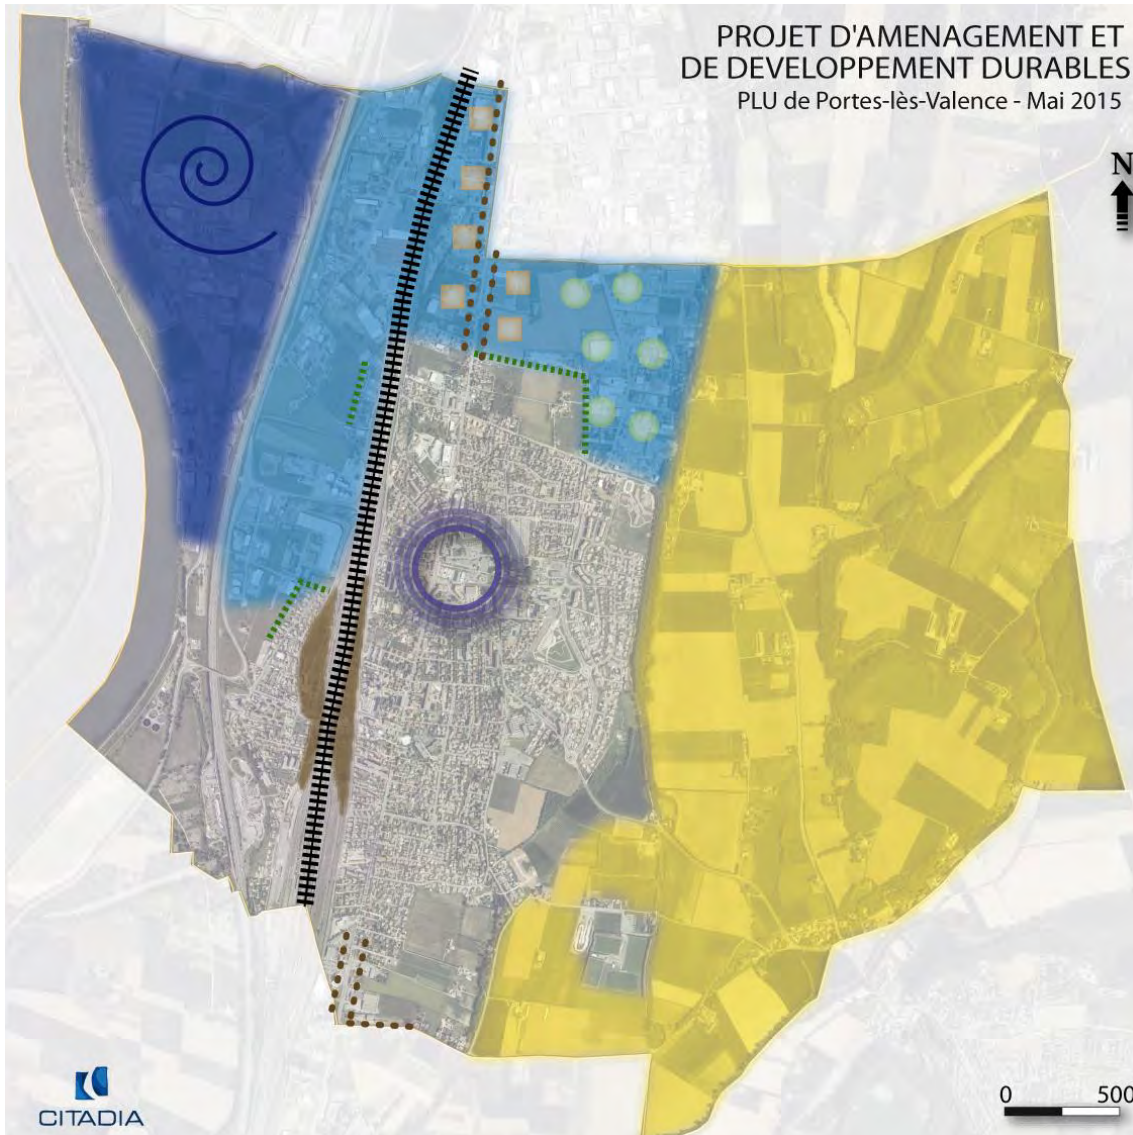 PROJET D'AMENAGEMENT ET
DE DEVELOPPEMENT DURABLES
PLU de Portes-lès-Valence - Mai 2015
N
CITADIA
0 500